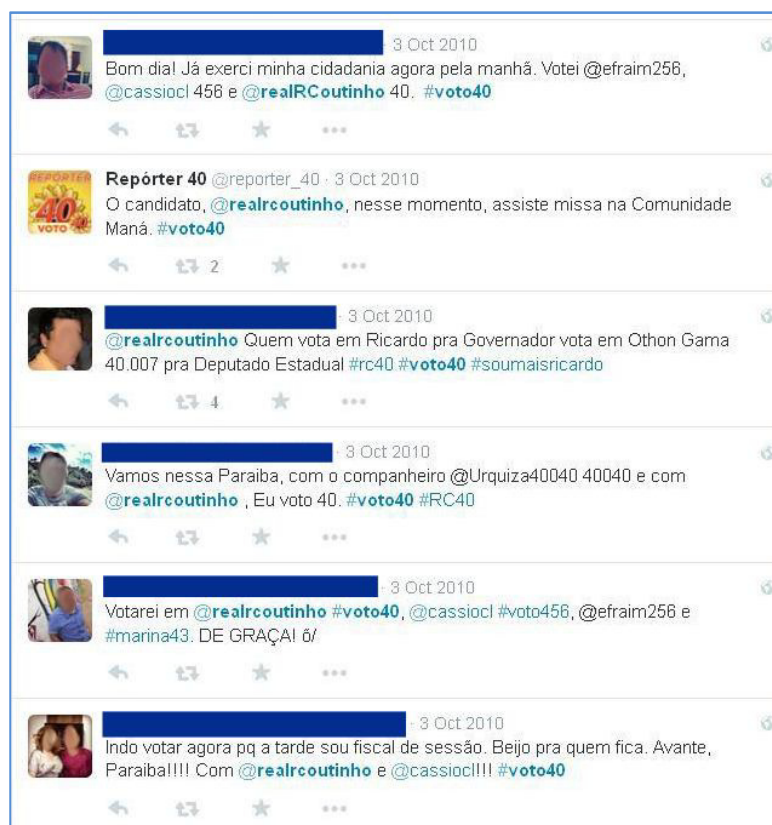 · 3 Oct 2010
Bom dia! Já exerci minha cidadania agora pela manhã. Votei @efraim256,
@cassiocl 456 e @realRCoutinho 40. #voto40
REPÓRTER
40
VOTO
Repórter 40 @reporter_40 · 3 Oct 2010
O candidato, @realrcoutinho, nesse momento, assiste missa na Comunidade
Maná. #voto40
2
· 3 Oct 2010
@realrcoutinho Quem vota em Ricardo pra Governador vota em Othon Gama
40.007 pra Deputado Estadual #rc40 #voto40 #soumaisricardo
4
· 3 Oct 2010
Vamos nessa Paraiba, com o companheiro @Urquiza40040 40040 e com
@realrcoutinho , Eu voto 40. #voto40 #RC40
· 3 Oct 2010
Votarei em @realrcoutinho #voto40, @cassiocl #voto456, @efraim256 e
#marina43. DE GRAÇA! õ/
· 3 Oct 2010
Indo votar agora pq a tarde sou fiscal de sessão. Beijo pra quem fica. Avante,
Paraiba!!!! Com @realrcoutinho e @cassiocl!!!! #voto40